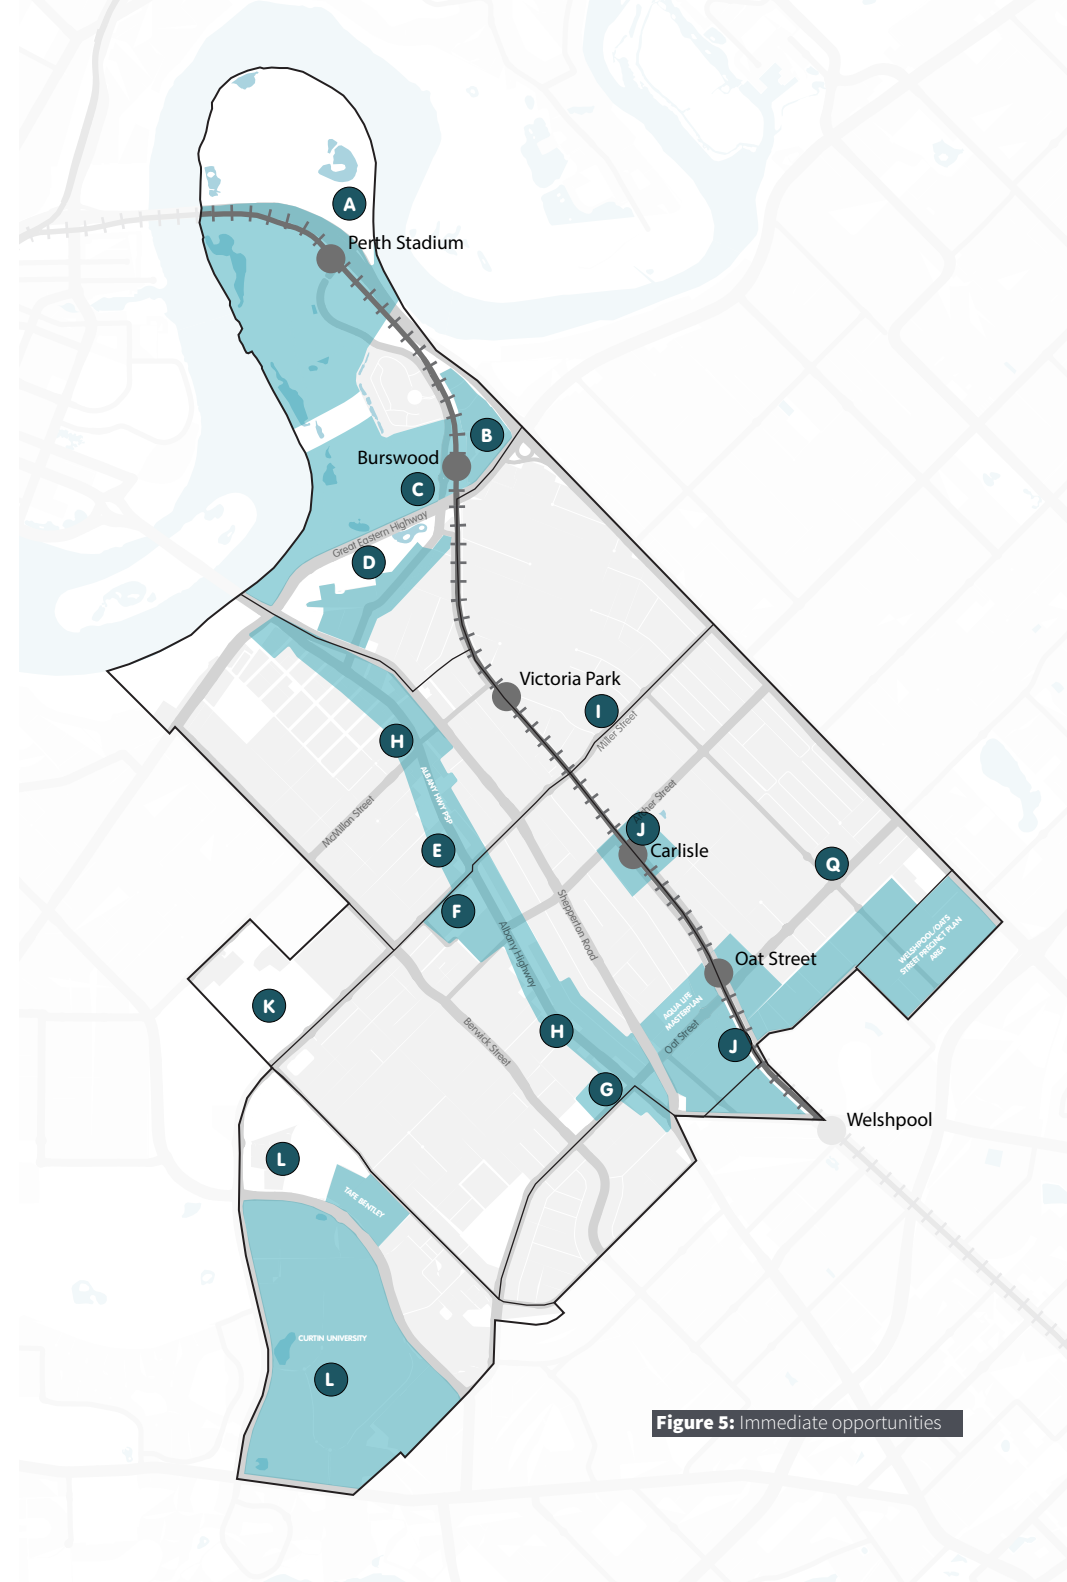 A
Perth Stadium
B
Burswood
C
Great Eastern Highway
D
Victoria Park
I
Miller Street
H
ALBANY HWY PSP
McMillan Street
E
J
Carlisle
Q
F
Shepperton Road
Albany Highway
WELSHPOOL/OATS
STREET PRECINCT PLAN
AREA
Oat Street
AQUA LIFE
MASTERPLAN
Oat Street
K
Berwick Street
H
J
G
Welshpool
L
TAFE BENTLEY
CURTIN UNIVERSITY
L
Figure 5: Immediate opportunities